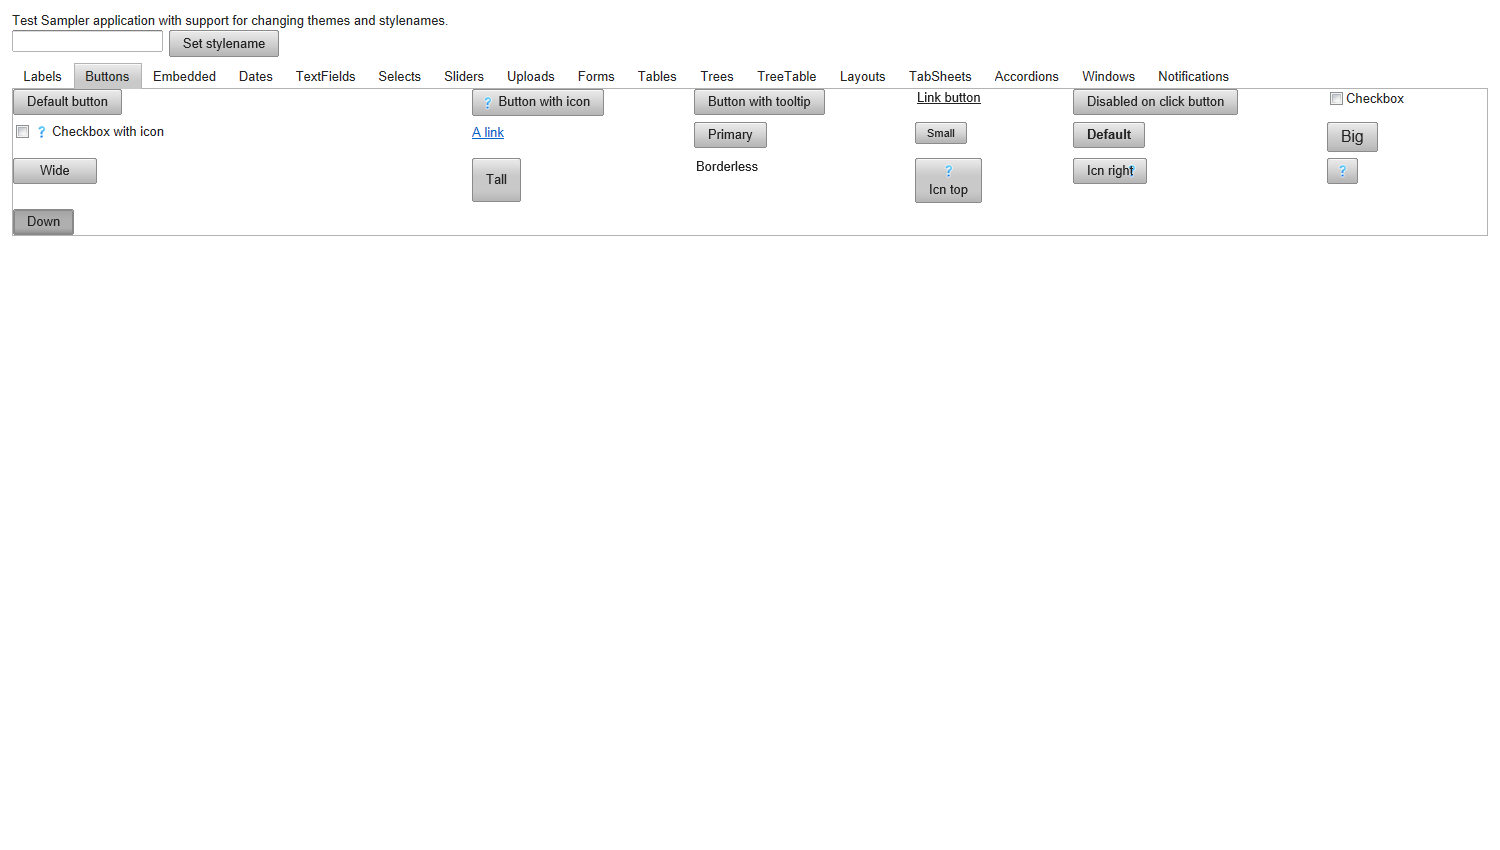 Test Sampler application with support for changing themes and stylenames.
Set stylename
Labels Buttons Embedded Dates TextFields Selects Sliders Uploads Forms Tables Trees TreeTable Layouts TabSheets Accordions Windows Notifications
Default button ? Button with icon Button with tooltip Link button Disabled on click button Checkbox
? Checkbox with icon A link Primary Small Default Big
Wide Tall Borderless ? Icn top Icn right? ?
Down